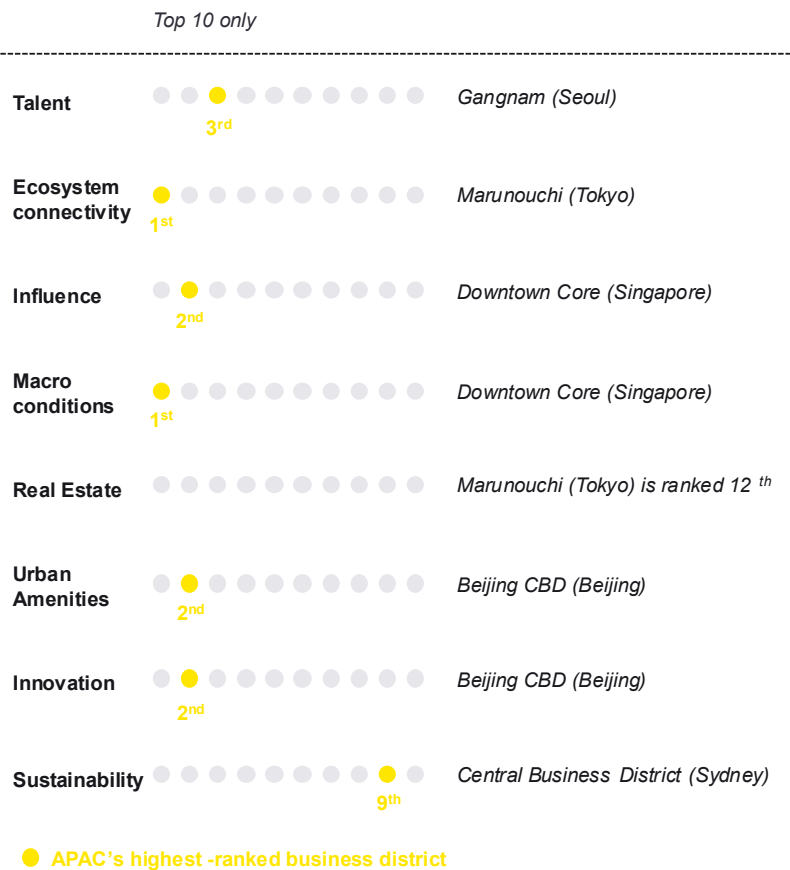 Top 10 only
Talent
Gangnam (Seoul)
3rd
Ecosystem
connectivity
Marunouchi (Tokyo)
1st
Influence
Downtown Core (Singapore)
2nd
Macro
conditions
Downtown Core (Singapore)
1st
Real Estate
Marunouchi (Tokyo) is ranked 12 th
Urban
Amenities
Beijing CBD (Beijing)
2nd
Innovation
Beijing CBD (Beijing)
2nd
Sustainability
Central Business District (Sydney)
9th
APAC's highest -ranked business district